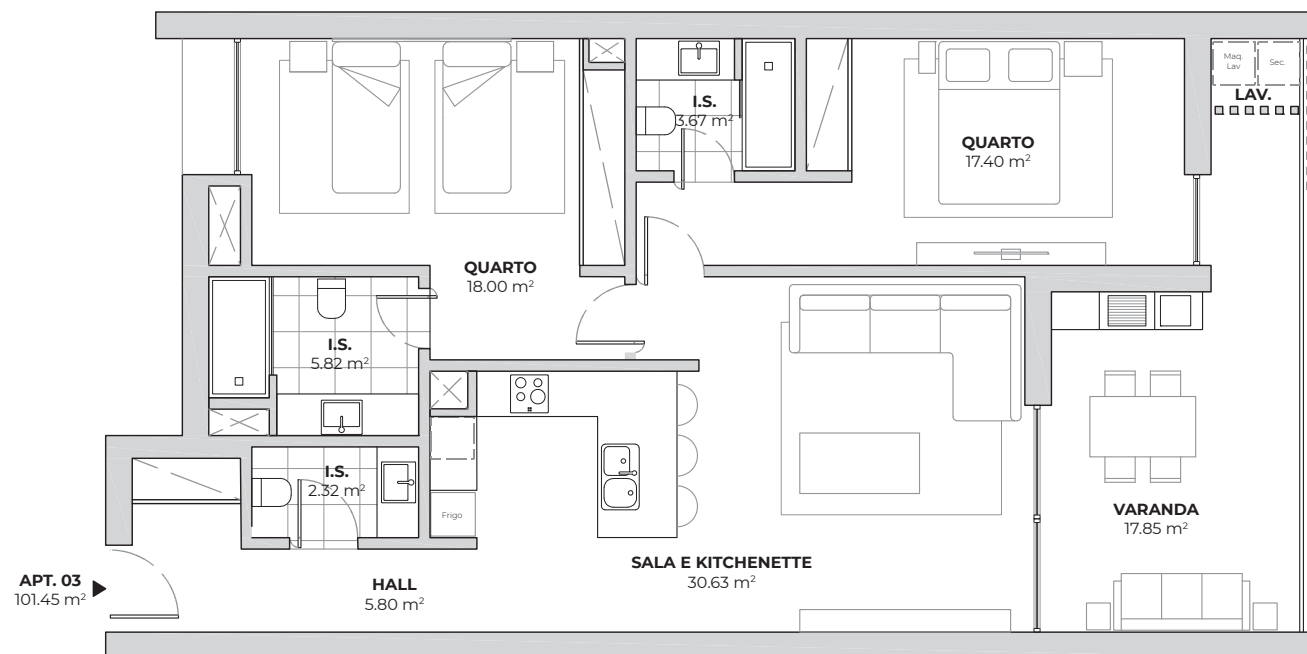 Maq.
Lav
Sec.
LAV.
I.S.
3.67 m²
QUARTO
17.40 m²
QUARTO
18.00 m²
I.S.
5.82 m²
I.S.
2.32 m²
Frigo
VARANDA
17.85 m²
SALA E KITCHENETTE
30.63 m²
APT. 03
101.45 m²
HALL
5.80 m²